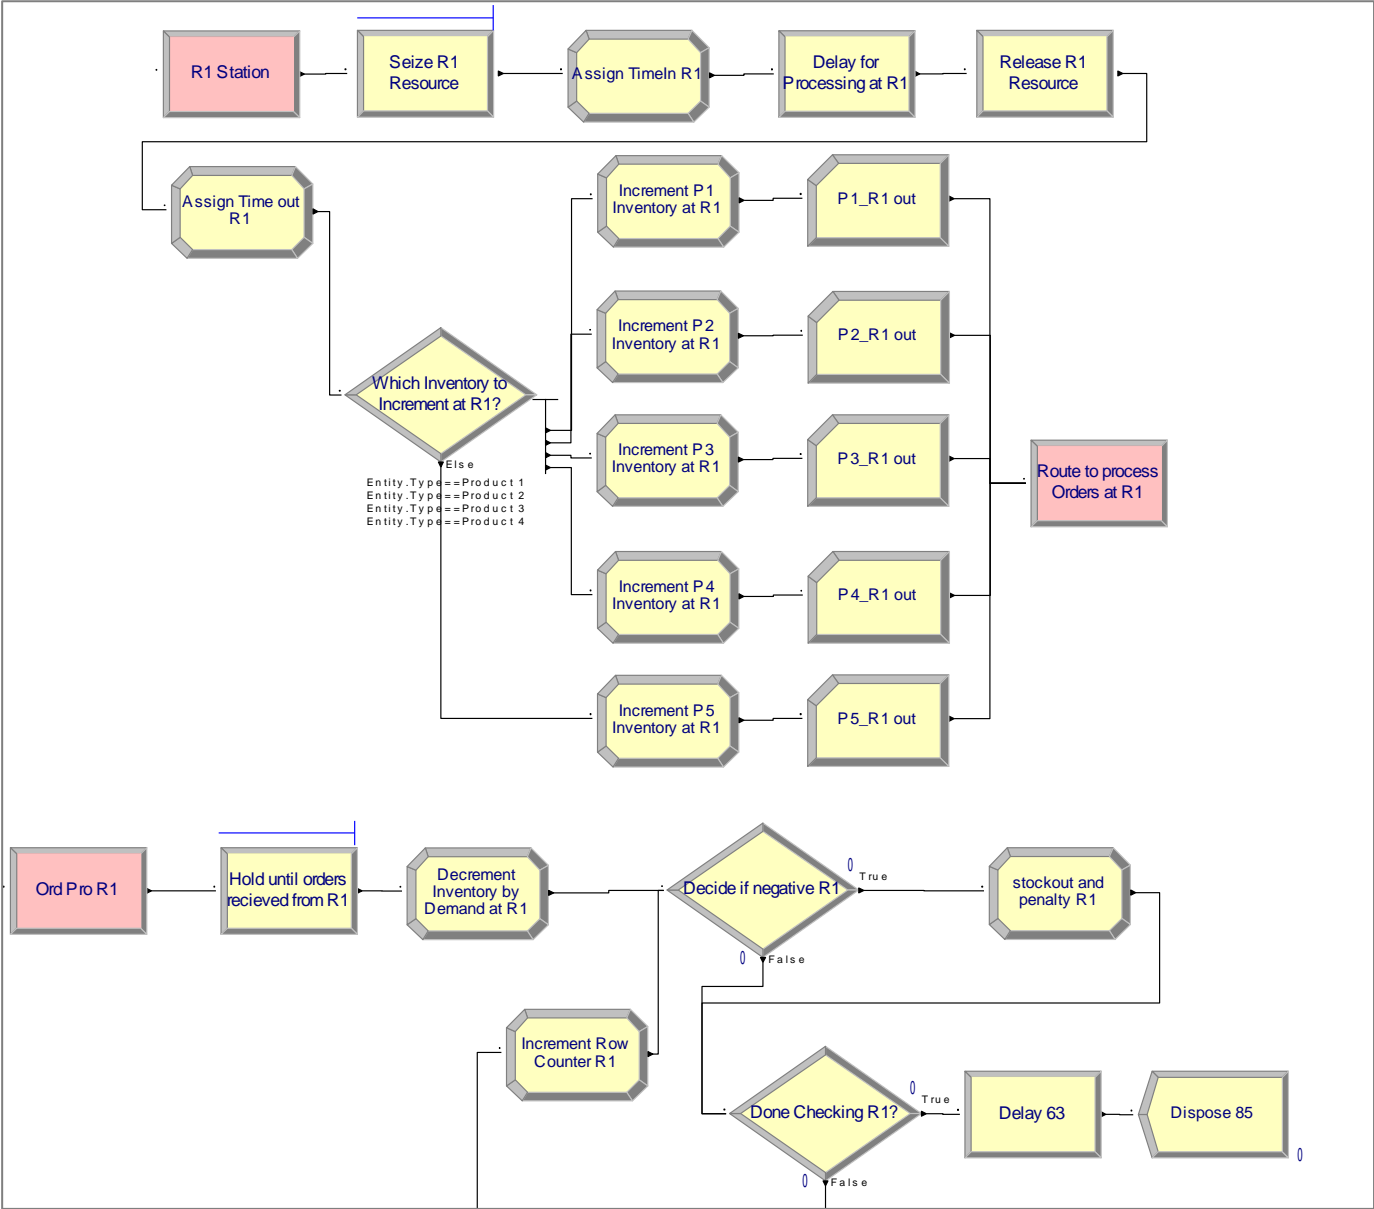 R1 Station
Seize R1
Resource
Assign TimeIn R1
Delay for
Processing at R1
Release R1
Resource
Assign Time out
R1
Increment P1
Inventory at R1
P1_R1 out
Increment P2
Inventory at R1
P2_R1 out
Which Inventory to
Increment at R1?
Else
Entity.Type==Product 1
Entity.Type==Product 2
Entity.Type==Product 3
Entity.Type==Product 4
Increment P3
Inventory at R1
P3_R1 out
Route to process
Orders at R1
Increment P4
Inventory at R1
P4_R1 out
Increment P5
Inventory at R1
P5_R1 out
Ord Pro R1
Hold until orders
recieved from R1
Decrement
Inventory by
Demand at R1
Decide if negative R1
0
True
0
False
stockout and
penalty R1
Increment Row
Counter R1
Done Checking R1?
0
True
0
False
Delay 63
Dispose 85
0